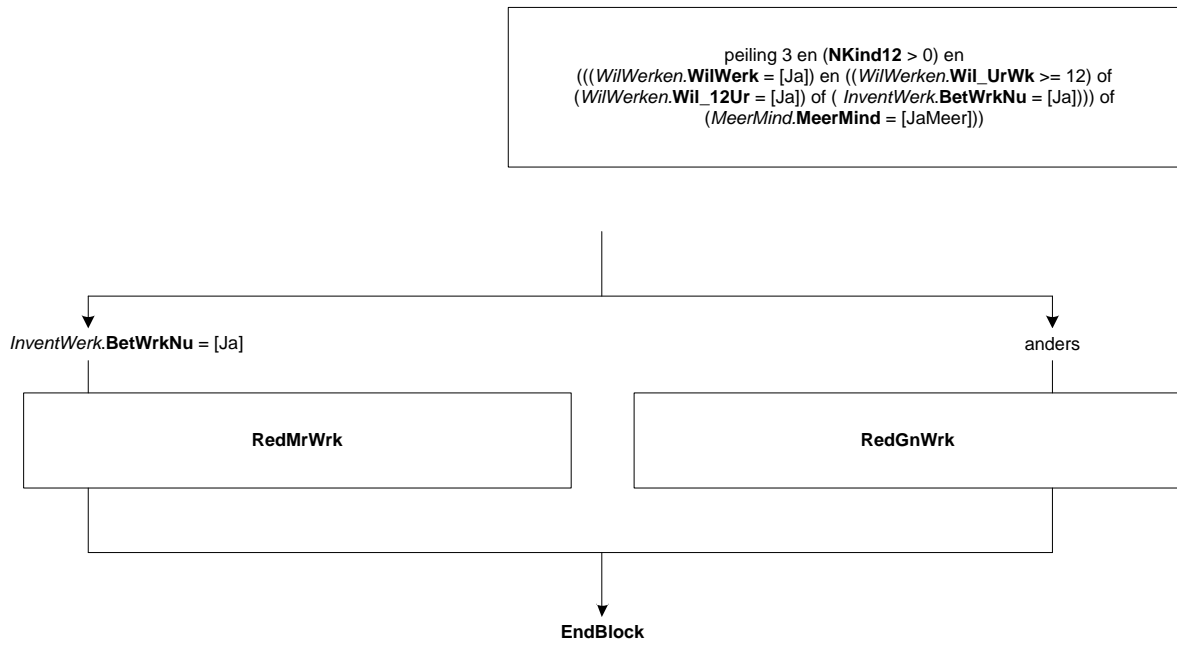 peiling 3 en (NKind12 > 0) en
(((WilWerken.WilWerk = [Ja]) en ((WilWerken.Wil_UrWk >= 12) of
(WilWerken.Wil_12Ur = [Ja]) of ( InventWerk.BetWrkNu = [Ja]))) of
(MeerMind.MeerMind = [JaMeer]))
InventWerk.BetWrkNu = [Ja]
anders
RedMrWrk
RedGnWrk
EndBlock